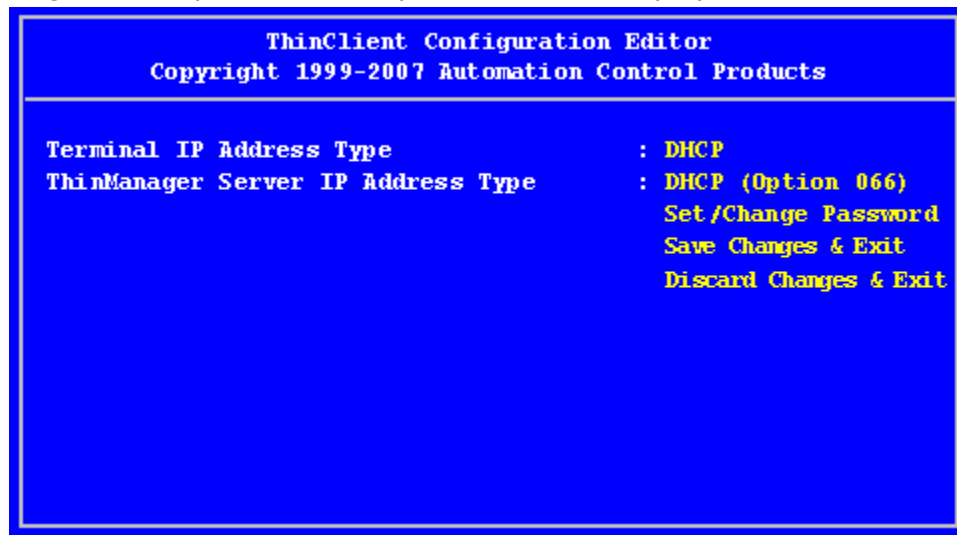 ThinClient Configuration Editor
Copyright 1999-2007 Automation Control Products
Terminal IP Address Type : DHCP
ThinManager Server IP Address Type : DHCP (Option 066)
Set/Change Password
Save Changes & Exit
Discard Changes & Exit